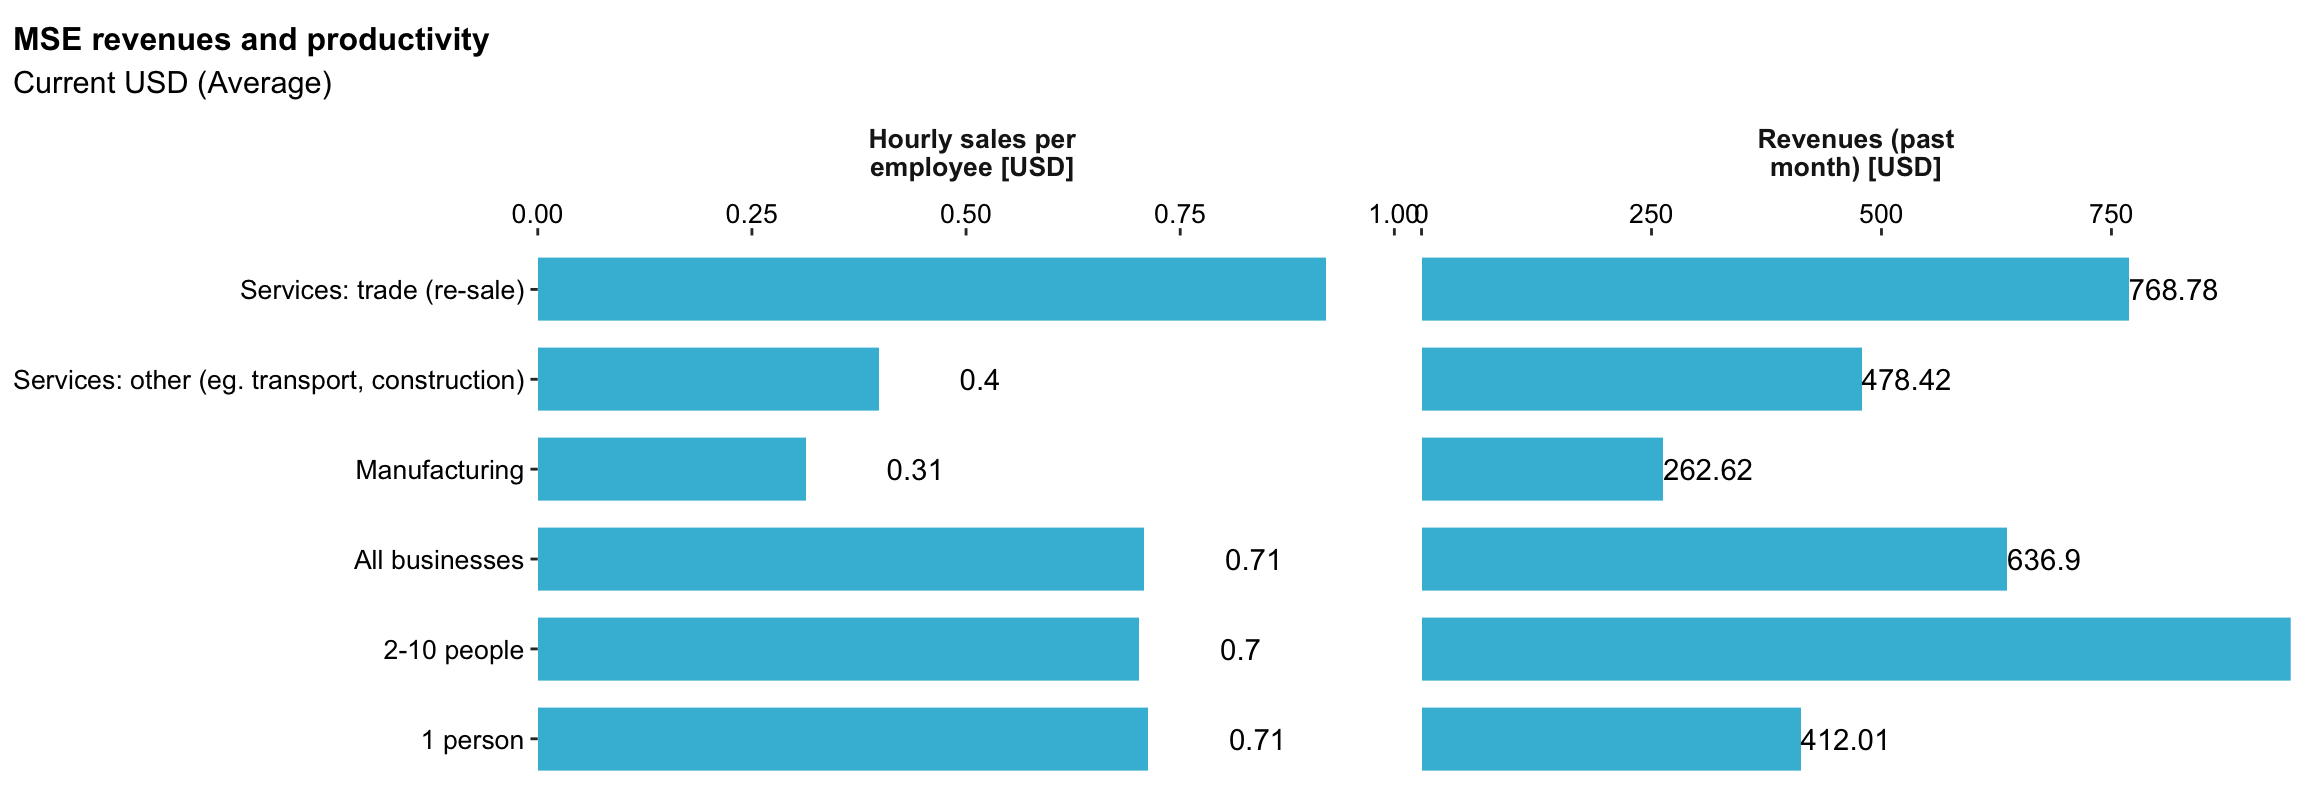 MSE revenues and productivity
Current USD (Average)
Hourly sales per
employee [USD]
Revenues (past
month) [USD]
0.00 0.25 0.50 0.75 1.00
0 250 500 750
Services: trade (re-sale) 768.78
Services: other (eg. transport, construction) 0.4 478.42
Manufacturing 0.31 262.62
All businesses 0.71 636.9
2-10 people 0.7
1 person 0.71 412.01